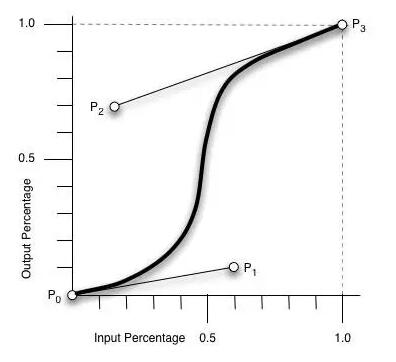 1.0
P3
P2
0.5
Output Percentage
P1
P0
Input Percentage 0.5 1.0